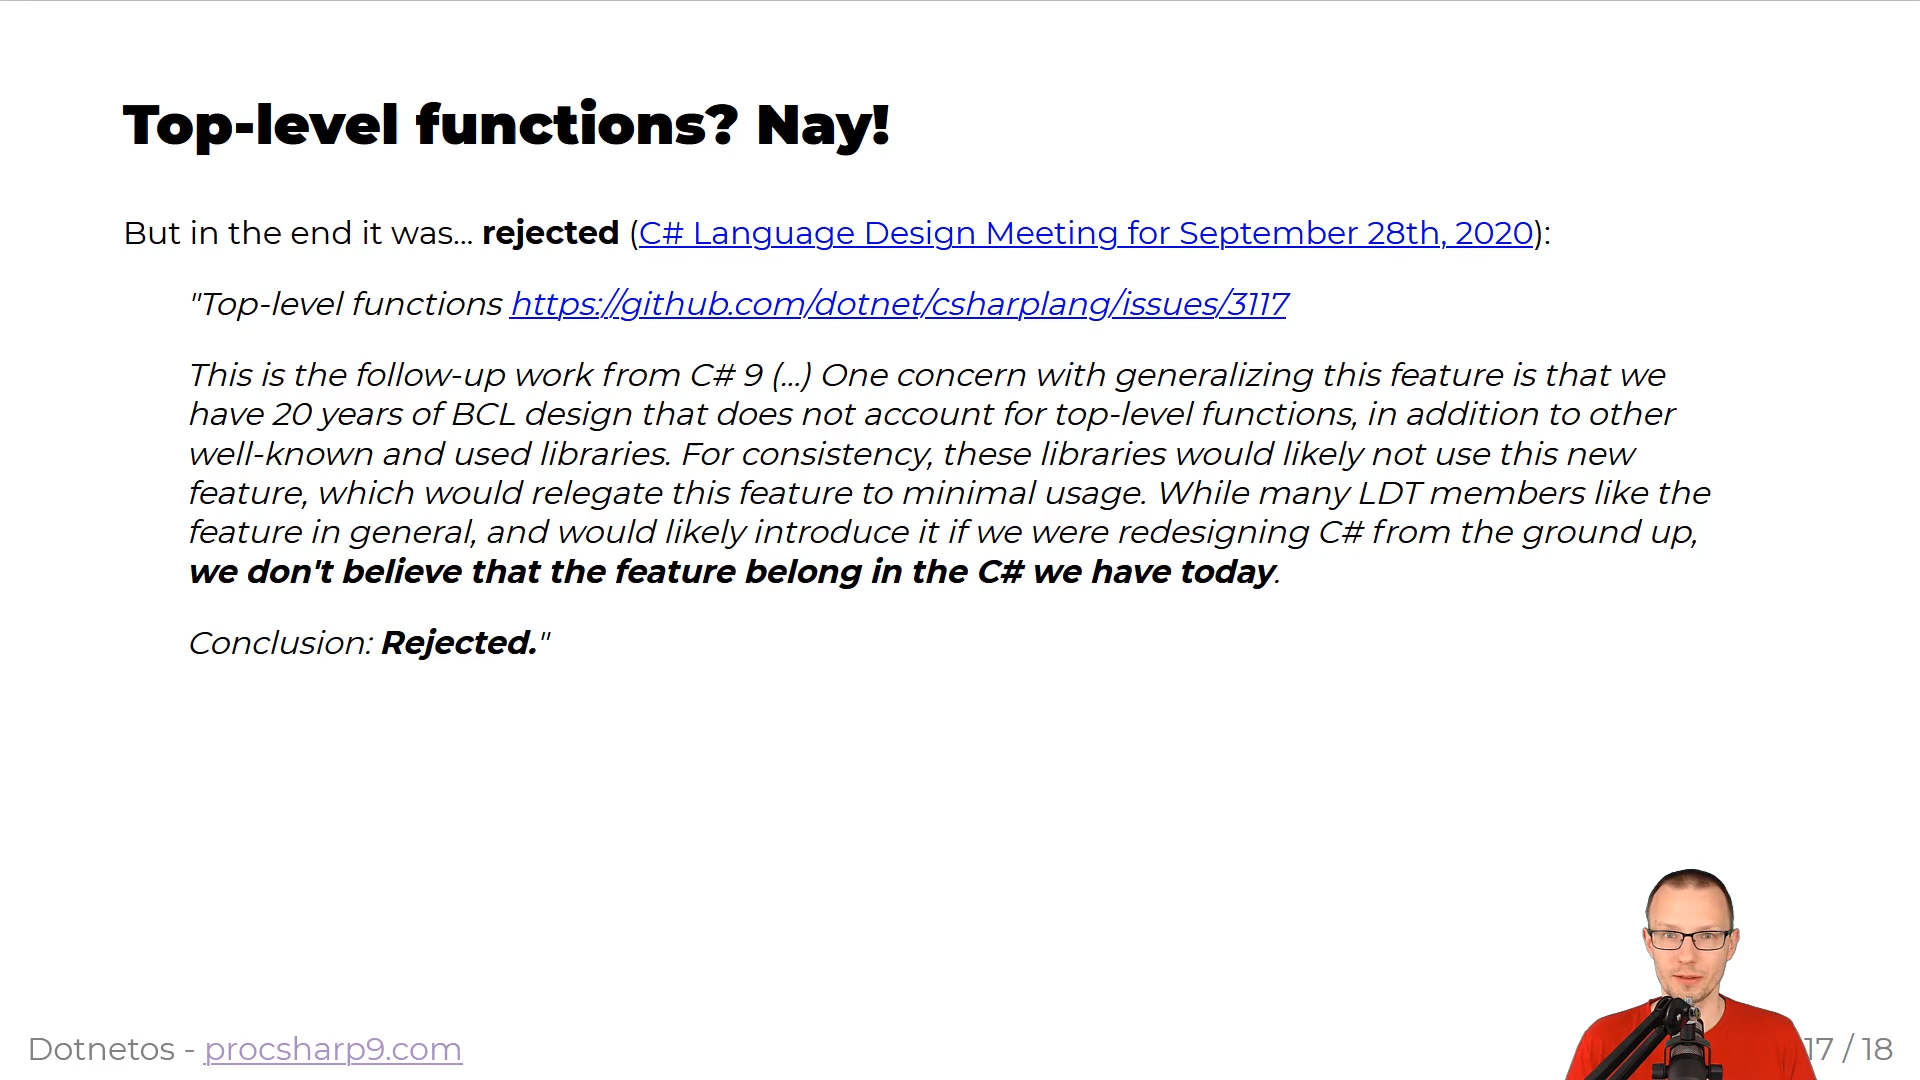 Top-level functions? Nay!
But in the end it was... rejected (C# Language Design Meeting for September 28th, 2020):
"Top-level functions https://github.com/dotnet/csharplang/issues/3117
This is the follow-up work from C# 9 (...) One concern with generalizing this feature is that we
have 20 years of BCL design that does not account for top-level functions, in addition to other
well-known and used libraries. For consistency, these libraries would likely not use this new
feature, which would relegate this feature to minimal usage. While many LDT members like the
feature in general, and would likely introduce it if we were redesigning C# from the ground up,
we don't believe that the feature belong in the C# we have today.
Conclusion: Rejected."
Dotnetos - procsharp9.com
17 / 18